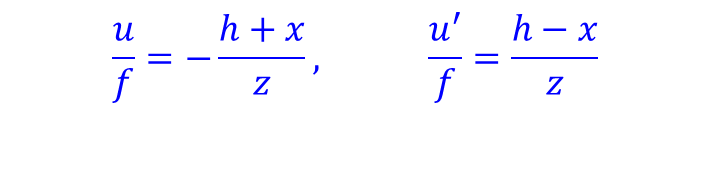 u/f = −(h + x)/z, u′/f = (h − x)/z